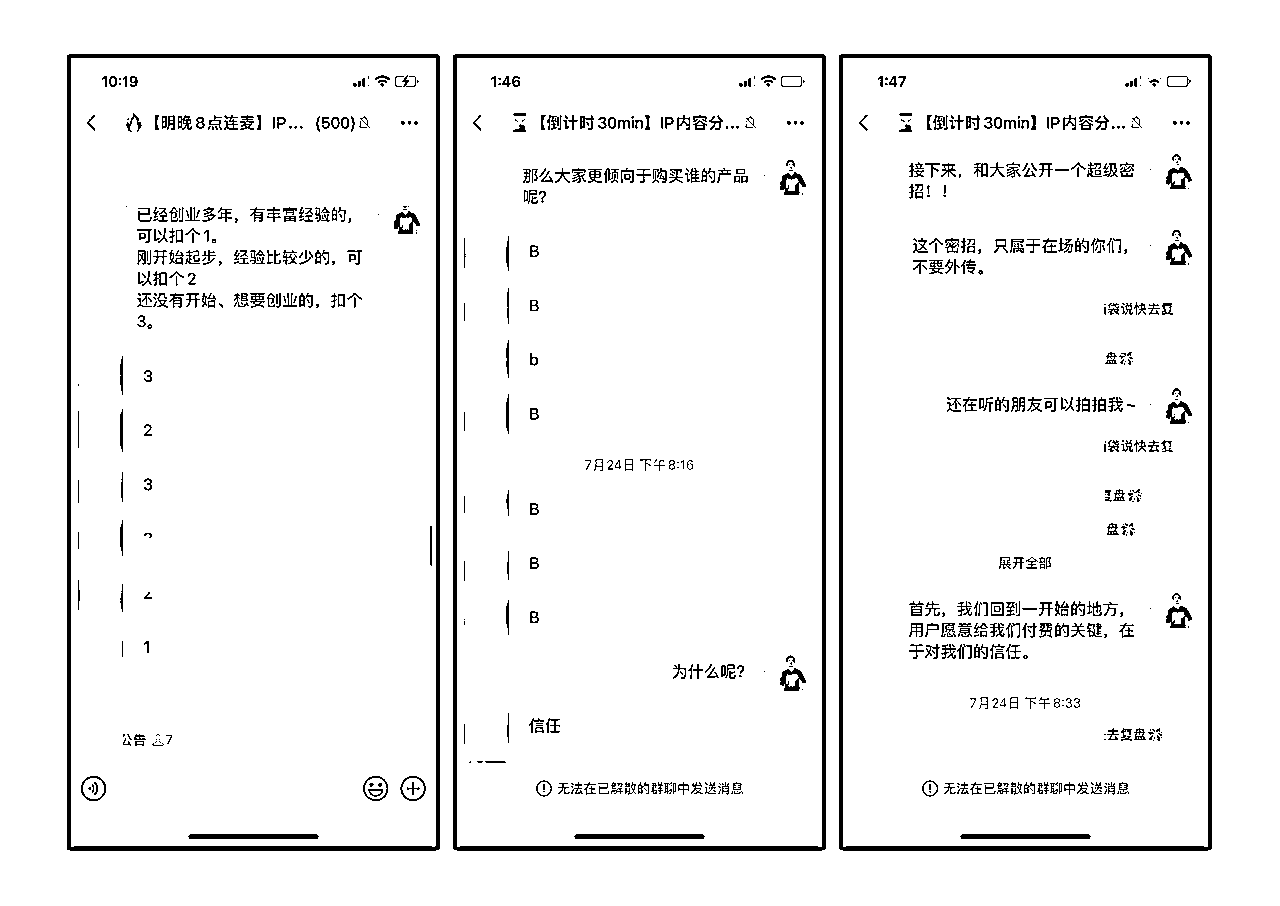 10:19
【明晚8点连麦】IP... (500)
已经创业多年，有丰富经验的，
可以扣个1。
刚开始起步，经验比较少的，可
以扣个2
还没有开始、想要创业的，扣个
3。
3
2
3
1
公告 7
1:46
【倒计时30min】IP内容分...
那么大家更倾向于购买谁的产品
呢？
B
B
b
B
7月24日 下午8:16
B
B
B
为什么呢？
信任
无法在已解散的群聊中发送消息
1:47
【倒计时30min】IP内容分...
接下来，和大家公开一个超级密
招！！
这个密招，只属于在场的你们，
不要外传。
袋说快去复
盘
还在听的朋友可以拍拍我~
袋说快去复
复盘
盘
展开全部
首先，我们回到一开始的地方，
用户愿意给我们付费的关键，在
于对我们的信任。
7月24日 下午8:33
去复盘
无法在已解散的群聊中发送消息